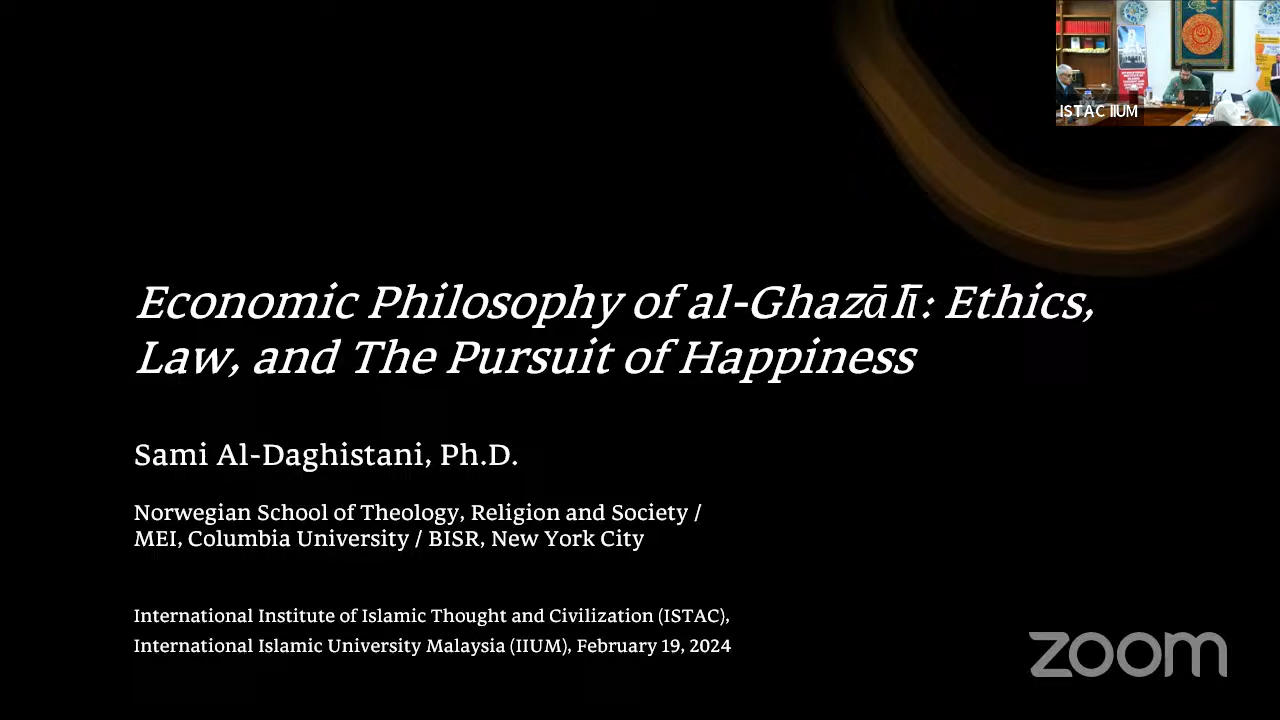 ISTAC IIUM
Economic Philosophy of al-Ghazālī: Ethics,
Law, and The Pursuit of Happiness
Sami Al-Daghistani, Ph.D.
Norwegian School of Theology, Religion and Society /
MEI, Columbia University / BISR, New York City
International Institute of Islamic Thought and Civilization (ISTAC),
International Islamic University Malaysia (IIUM), February 19, 2024
zoom